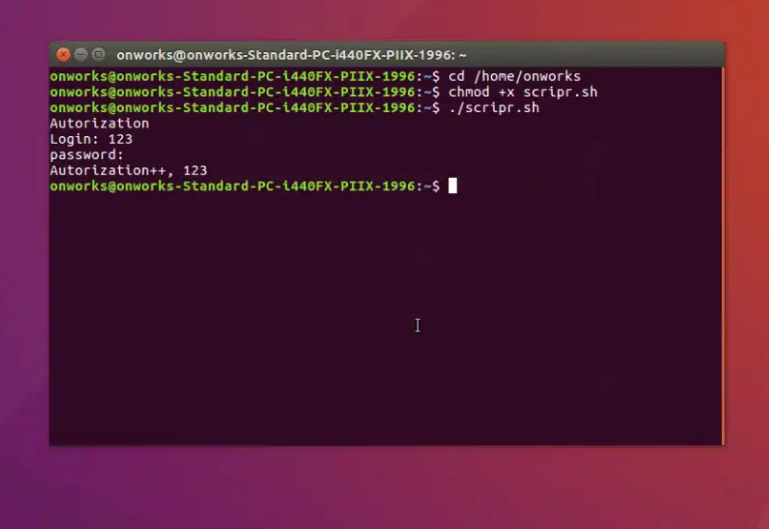 onworks@onworks-Standard-PC-i440FX-PIIX-1996: ~
onworks@onworks-Standard-PC-i440FX-PIIX-1996:~$ cd /home/onworks
onworks@onworks-Standard-PC-i440FX-PIIX-1996:~$ chmod +x scripr.sh
onworks@onworks-Standard-PC-i440FX-PIIX-1996:~$ ./scripr.sh
Autorization
Login: 123
password:
Autorization++, 123
onworks@onworks-Standard-PC-i440FX-PIIX-1996:~$